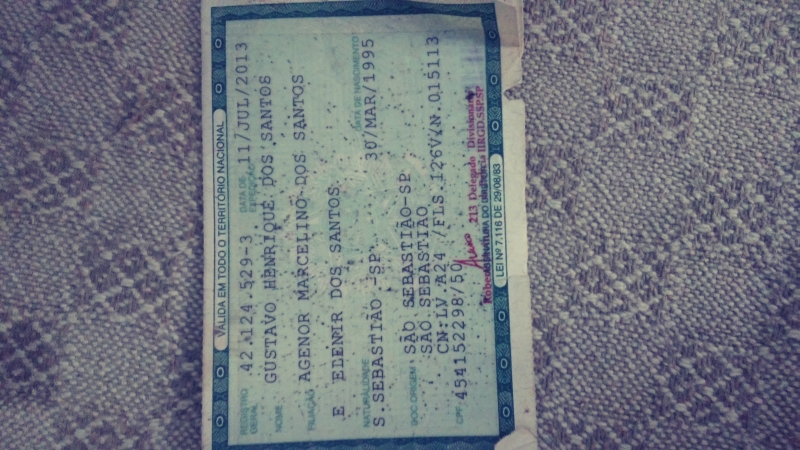 VÁLIDA EM TODO O TERRITÓRIO NACIONAL
REGISTRO GERAL 42.124.529-3 DATA DE EXPEDIÇÃO 11/JUL/2013
NOME GUSTAVO HENRIQUE DOS SANTOS
FILIAÇÃO AGENOR MARCELINO DOS SANTOS
E ELENIR DOS SANTOS
NATURALIDADE DATA DE NASCIMENTO
S.SEBASTIÃO -SP 30/MAR/1995
DOC ORIGEM SÃO SEBASTIÃO-SP
SÃO SEBASTIÃO
CN:LV.A24 /FLS.126V/N.015113
CPF 454152298/50
213 Delegado Divisionário
ASSINATURA DO DIRETOR IIRGD.SSP.SP
LEI Nº 7.116 DE 29/08/83